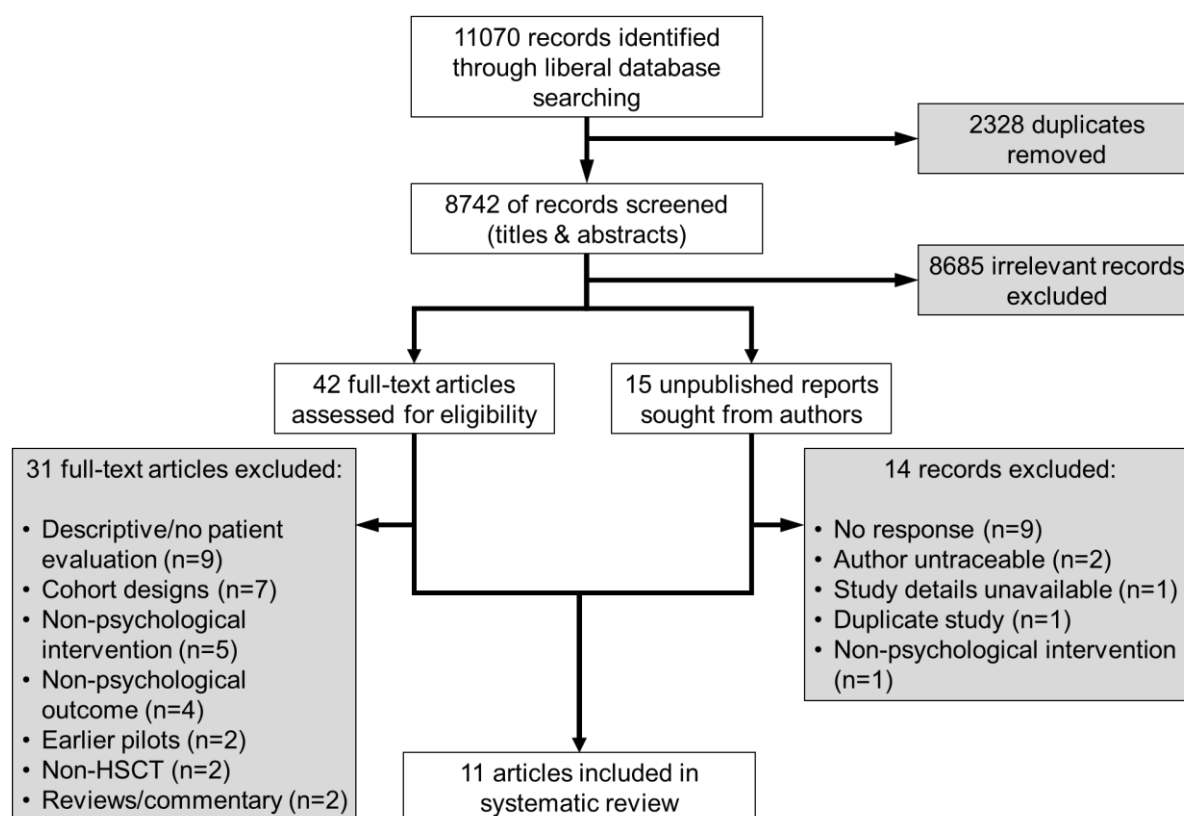 11070 records identified
through liberal database
searching
2328 duplicates
removed
8742 of records screened
(titles & abstracts)
8685 irrelevant records
excluded
42 full-text articles
assessed for eligibility
15 unpublished reports
sought from authors
31 full-text articles excluded:
• Descriptive/no patient
evaluation (n=9)
• Cohort designs (n=7)
• Non-psychological
intervention (n=5)
• Non-psychological
outcome (n=4)
• Earlier pilots (n=2)
• Non-HSCT (n=2)
• Reviews/commentary (n=2)
14 records excluded:
• No response (n=9)
• Author untraceable (n=2)
• Study details unavailable (n=1)
• Duplicate study (n=1)
• Non-psychological intervention
(n=1)
11 articles included in
systematic review